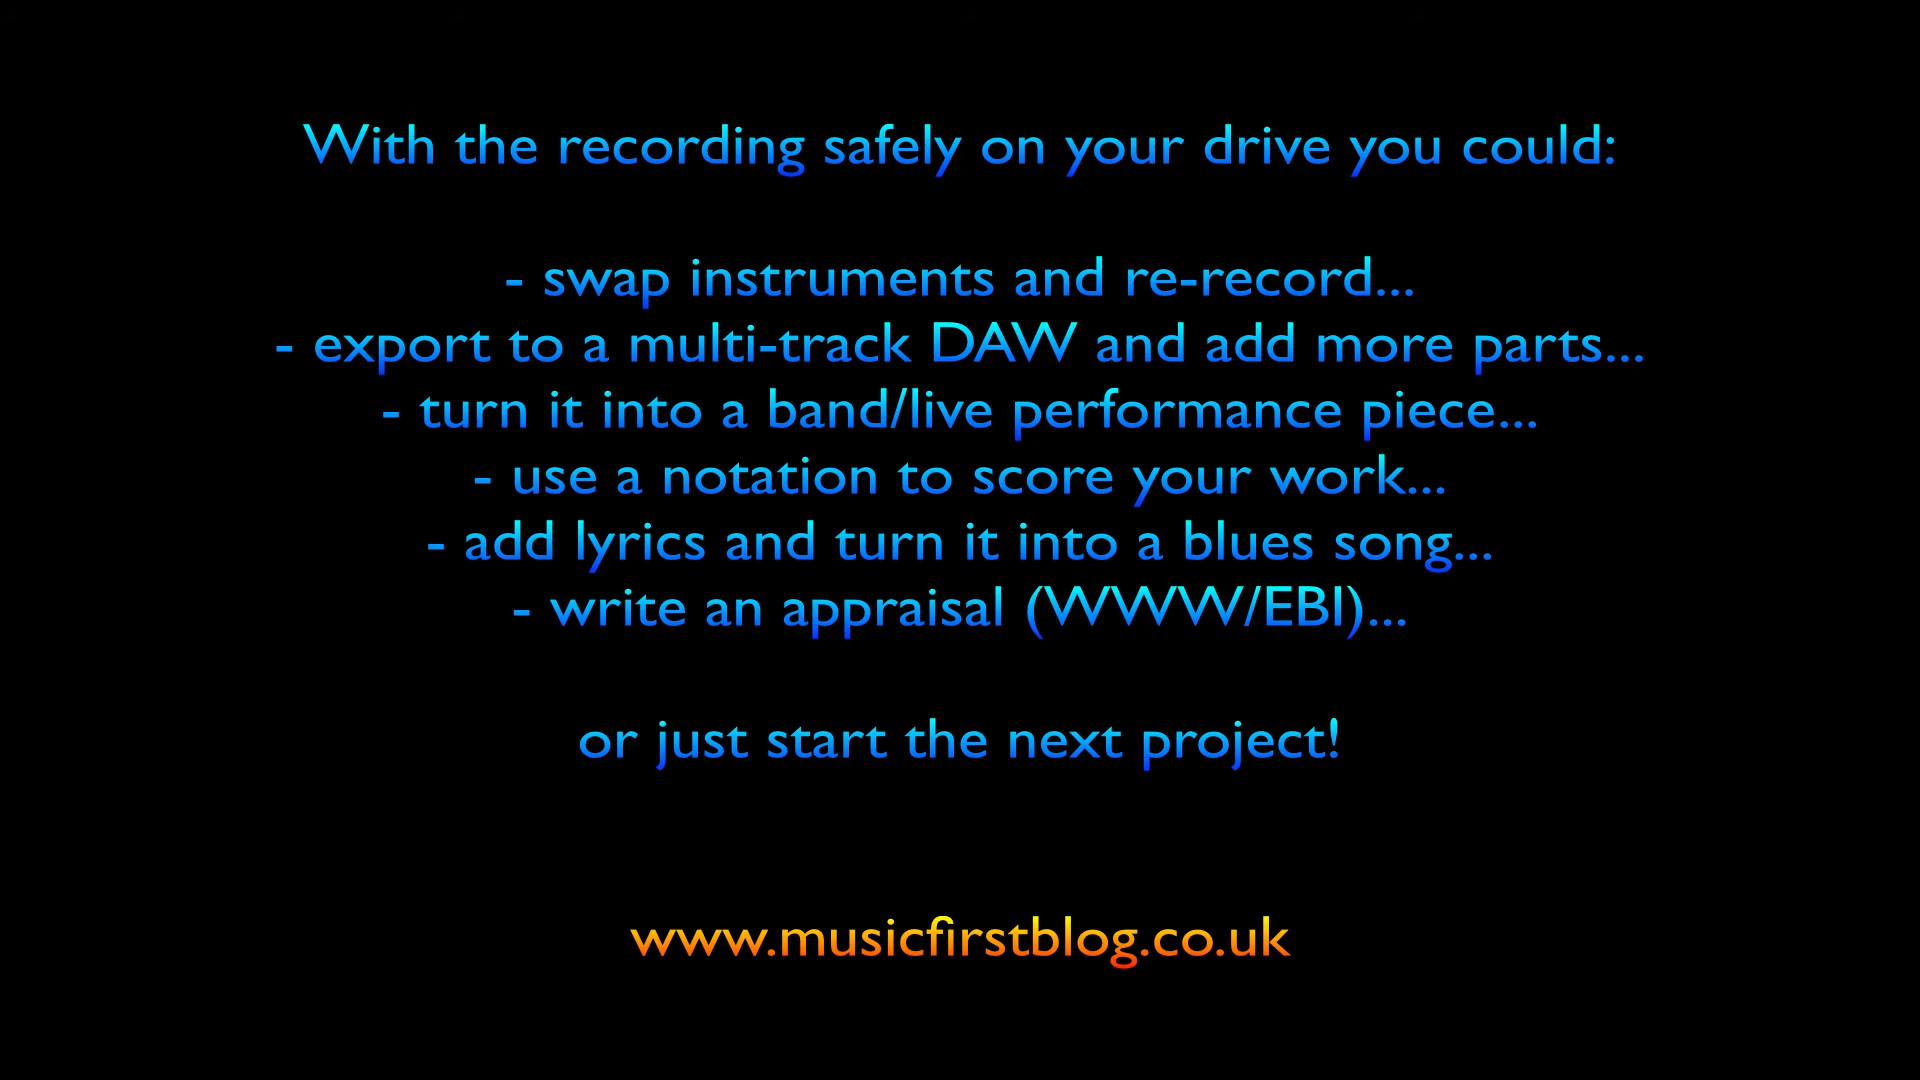 With the recording safely on your drive you could:
- swap instruments and re-record...
- export to a multi-track DAW and add more parts...
- turn it into a band/live performance piece...
- use a notation to score your work...
- add lyrics and turn it into a blues song...
- write an appraisal (WWW/EBI)...
or just start the next project!
www.musicfirstblog.co.uk